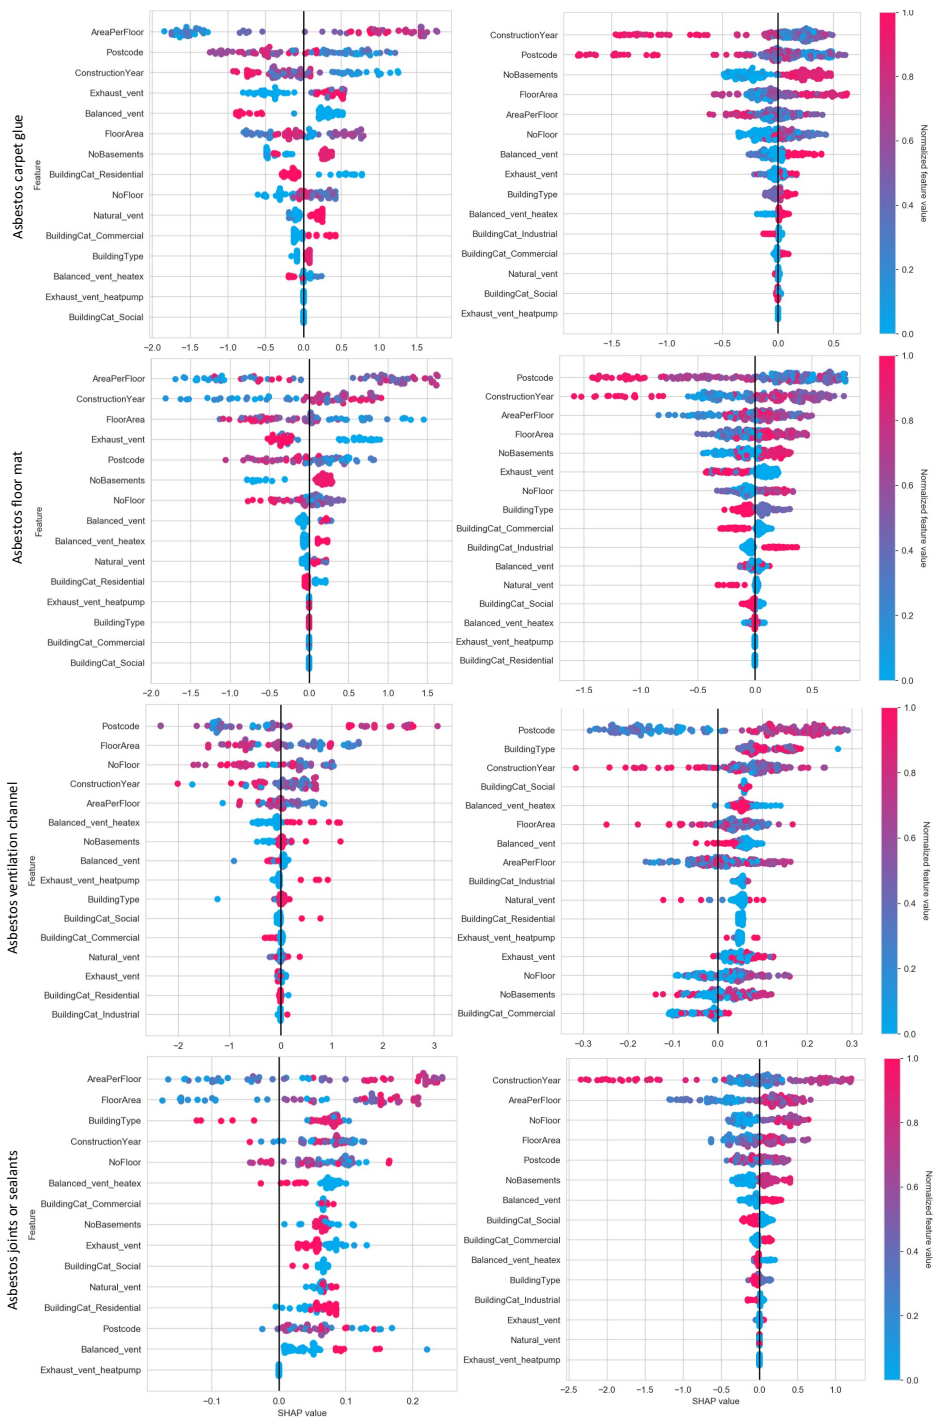 Asbestos carpet glue
Feature
AreaPerFloor
Postcode
ConstructionYear
Exhaust_vent
Balanced_vent
FloorArea
NoBasements
BuildingCat_Residential
NoFloor
Natural_vent
BuildingCat_Commercial
BuildingType
Balanced_vent_heatex
Exhaust_vent_heatpump
BuildingCat_Social
−2.0 −1.5 −1.0 −0.5 0.0 0.5 1.0 1.5
ConstructionYear
Postcode
NoBasements
FloorArea
AreaPerFloor
NoFloor
Balanced_vent
Exhaust_vent
BuildingType
Balanced_vent_heatex
BuildingCat_Industrial
BuildingCat_Commercial
Natural_vent
BuildingCat_Social
Exhaust_vent_heatpump
−1.5 −1.0 −0.5 0.0 0.5
1.0
0.8
0.6
0.4
0.2
0.0
Normalized feature value
Asbestos floor mat
Feature
AreaPerFloor
ConstructionYear
FloorArea
Exhaust_vent
Postcode
NoBasements
NoFloor
Balanced_vent
Balanced_vent_heatex
Natural_vent
BuildingCat_Residential
Exhaust_vent_heatpump
BuildingType
BuildingCat_Commercial
BuildingCat_Social
−2.0 −1.5 −1.0 −0.5 0.0 0.5 1.0 1.5
Postcode
ConstructionYear
AreaPerFloor
FloorArea
NoBasements
Exhaust_vent
NoFloor
BuildingType
BuildingCat_Commercial
BuildingCat_Industrial
Balanced_vent
Natural_vent
BuildingCat_Social
Balanced_vent_heatex
Exhaust_vent_heatpump
BuildingCat_Residential
−1.5 −1.0 −0.5 0.0 0.5
1.0
0.8
0.6
0.4
0.2
0.0
Normalized feature value
Asbestos ventilation channel
Feature
Postcode
FloorArea
NoFloor
ConstructionYear
AreaPerFloor
Balanced_vent_heatex
NoBasements
Balanced_vent
Exhaust_vent_heatpump
BuildingType
BuildingCat_Social
BuildingCat_Commercial
Natural_vent
Exhaust_vent
BuildingCat_Residential
BuildingCat_Industrial
−2 −1 0 1 2 3
Postcode
BuildingType
ConstructionYear
BuildingCat_Social
Balanced_vent_heatex
FloorArea
Balanced_vent
AreaPerFloor
BuildingCat_Industrial
Natural_vent
BuildingCat_Residential
Exhaust_vent_heatpump
Exhaust_vent
NoFloor
NoBasements
BuildingCat_Commercial
−0.3 −0.2 −0.1 0.0 0.1 0.2 0.3
1.0
0.8
0.6
0.4
0.2
0.0
Normalized feature value
Asbestos joints or sealants
Feature
AreaPerFloor
FloorArea
BuildingType
ConstructionYear
NoFloor
Balanced_vent_heatex
BuildingCat_Commercial
NoBasements
Exhaust_vent
BuildingCat_Social
Natural_vent
BuildingCat_Residential
Postcode
Balanced_vent
Exhaust_vent_heatpump
−0.1 0.0 0.1 0.2
SHAP value
ConstructionYear
AreaPerFloor
NoFloor
FloorArea
Postcode
NoBasements
Balanced_vent
BuildingCat_Social
BuildingCat_Commercial
Balanced_vent_heatex
BuildingType
BuildingCat_Industrial
Exhaust_vent
Natural_vent
Exhaust_vent_heatpump
−2.5 −2.0 −1.5 −1.0 −0.5 0.0 0.5 1.0
SHAP value
1.0
0.8
0.6
0.4
0.2
0.0
Normalized feature value